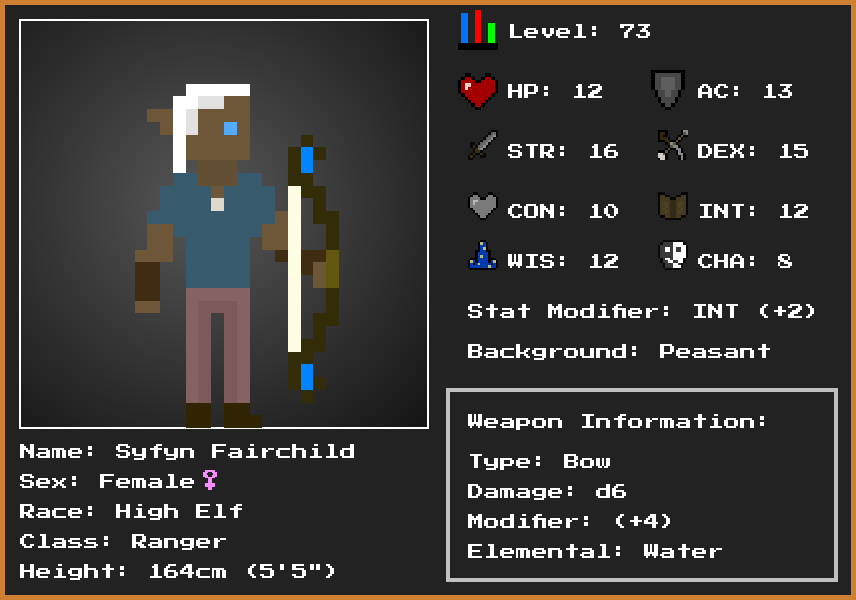 Level: 73
HP: 12 AC: 13
STR: 16 DEX: 15
CON: 10 INT: 12
WIS: 12 CHA: 8
Stat Modifier: INT (+2)
Background: Peasant
Weapon Information:
Type: Bow
Damage: d6
Modifier: (+4)
Elemental: Water
Name: Syfyn Fairchild
Sex: Female♀
Race: High Elf
Class: Ranger
Height: 164cm (5'5")